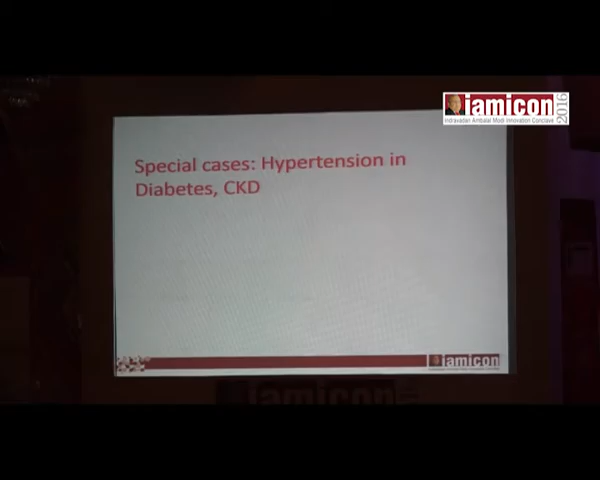 iamicon 2016
Indravadan Ambalal Modi Innovation Conclave
Special cases: Hypertension in
Diabetes, CKD
iamicon
iamicon